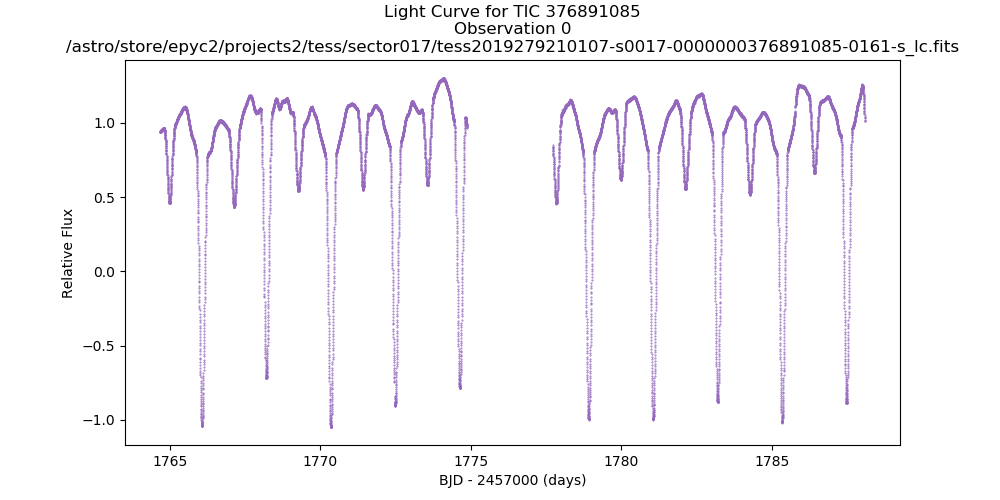 Light Curve for TIC 376891085
Observation 0
/astro/store/epyc2/projects2/tess/sector017/tess2019279210107-s0017-0000000376891085-0161-s_lc.fits
Relative Flux
1.0
0.5
0.0
−0.5
−1.0
1765 1770 1775 1780 1785
BJD - 2457000 (days)